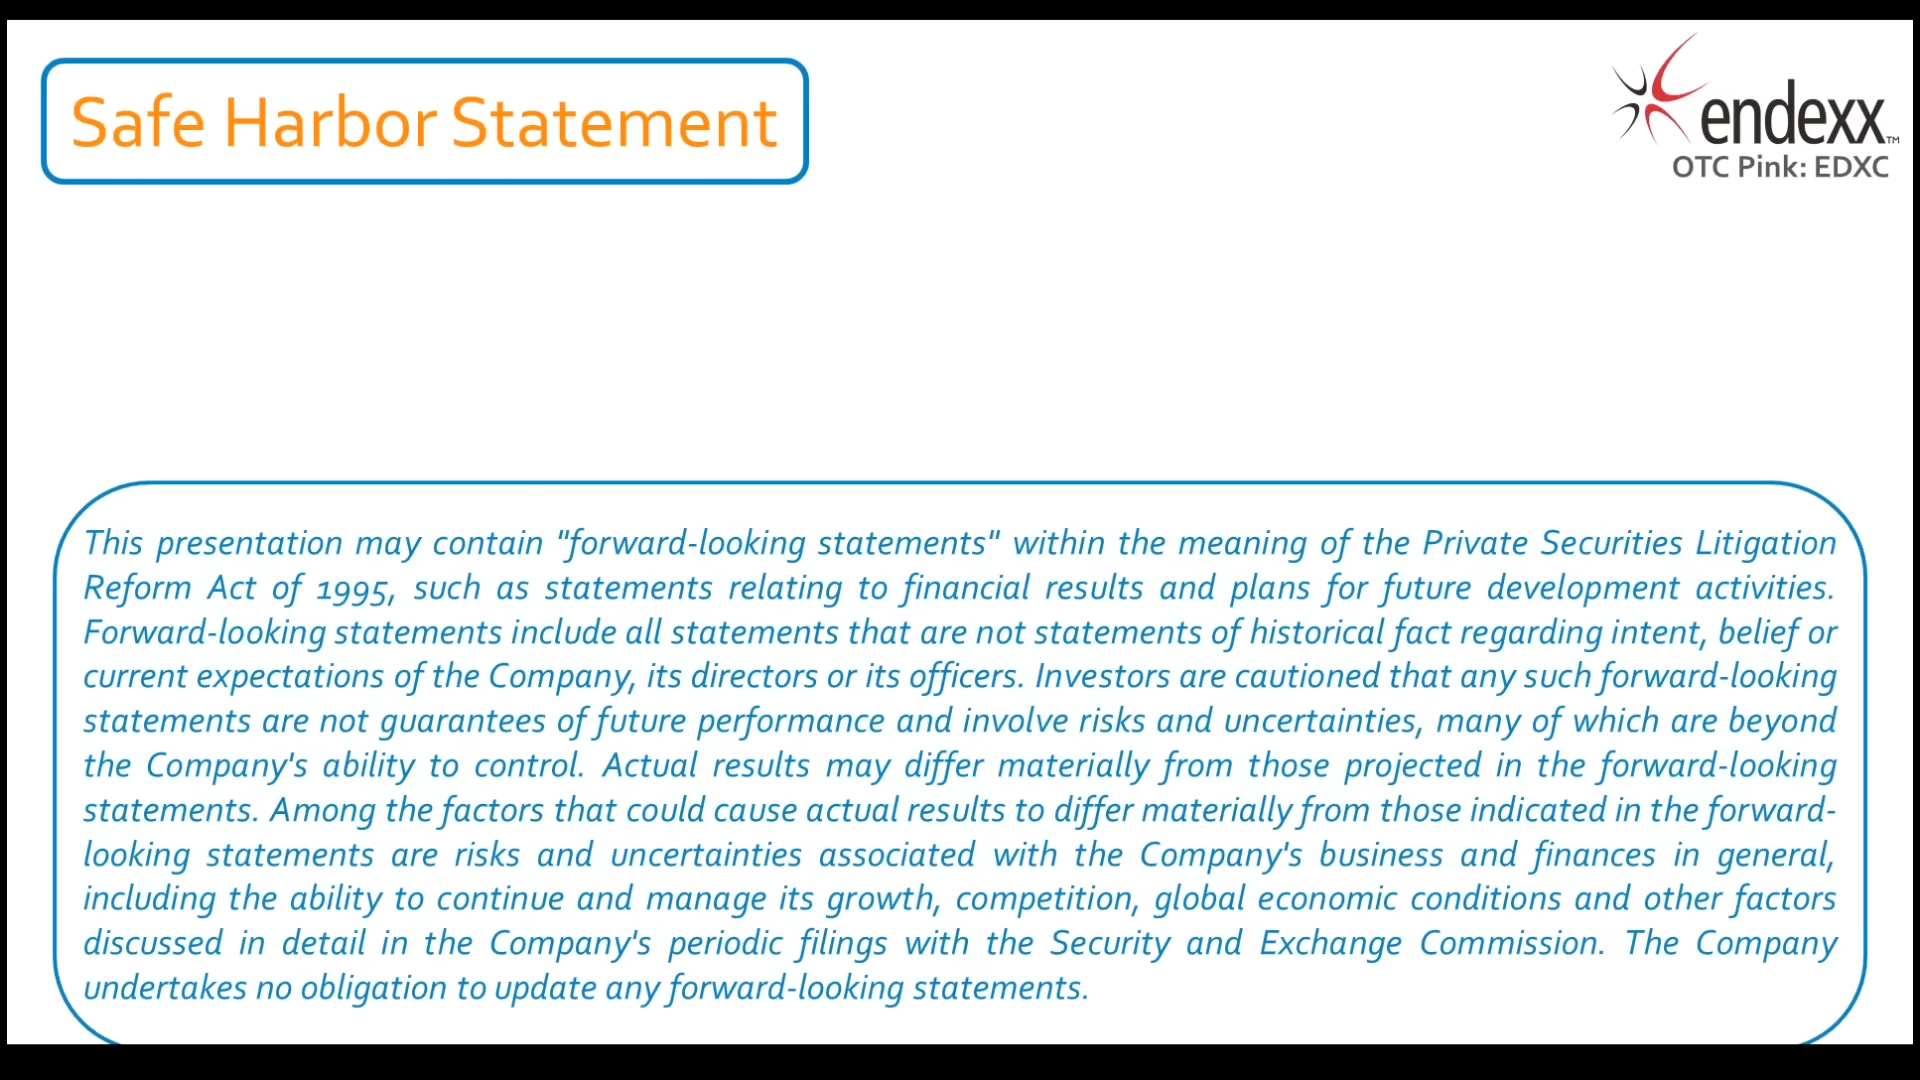 Safe Harbor Statement
endexx™
OTC Pink: EDXC
This presentation may contain "forward-looking statements" within the meaning of the Private Securities Litigation
Reform Act of 1995, such as statements relating to financial results and plans for future development activities.
Forward-looking statements include all statements that are not statements of historical fact regarding intent, belief or
current expectations of the Company, its directors or its officers. Investors are cautioned that any such forward-looking
statements are not guarantees of future performance and involve risks and uncertainties, many of which are beyond
the Company's ability to control. Actual results may differ materially from those projected in the forward-looking
statements. Among the factors that could cause actual results to differ materially from those indicated in the forward-
looking statements are risks and uncertainties associated with the Company's business and finances in general,
including the ability to continue and manage its growth, competition, global economic conditions and other factors
discussed in detail in the Company's periodic filings with the Security and Exchange Commission. The Company
undertakes no obligation to update any forward-looking statements.